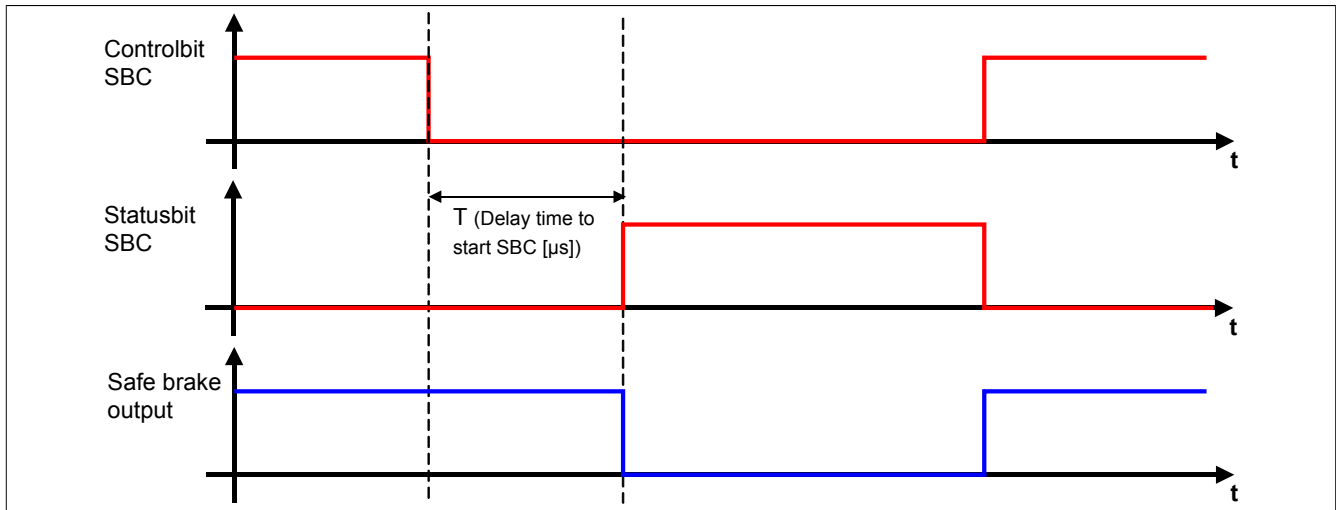 Controlbit
SBC
t
T (Delay time to
start SBC [µs])
Statusbit
SBC
t
Safe brake
output
t